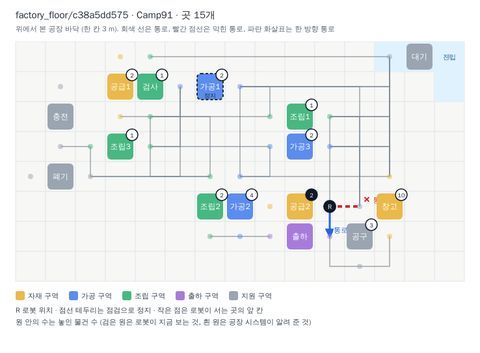 factory_floor/c38a5dd575 · Camp91 · 곳 15개
위에서 본 공장 바닥 (한 칸 3 m). 회색 선은 통로, 빨간 점선은 막힌 통로, 파란 화살표는 한 방향 통로
대기
진입
공급1 2
검사 1
가공1 2
충전
조립1 1
조립3 1
가공3 2
폐기
조립2 2
가공2 4
공급2 2
R
창고 10
통로
출하
공구 3
자재 구역
가공 구역
조립 구역
출하 구역
지원 구역
R 로봇 위치 · 점선 테두리는 점검으로 정지 · 작은 점은 로봇이 서는 곳의 앞 칸
원 안의 수는 놓인 물건 수 (검은 원은 로봇이 지금 보는 것, 흰 원은 공장 시스템이 알려 준 것)